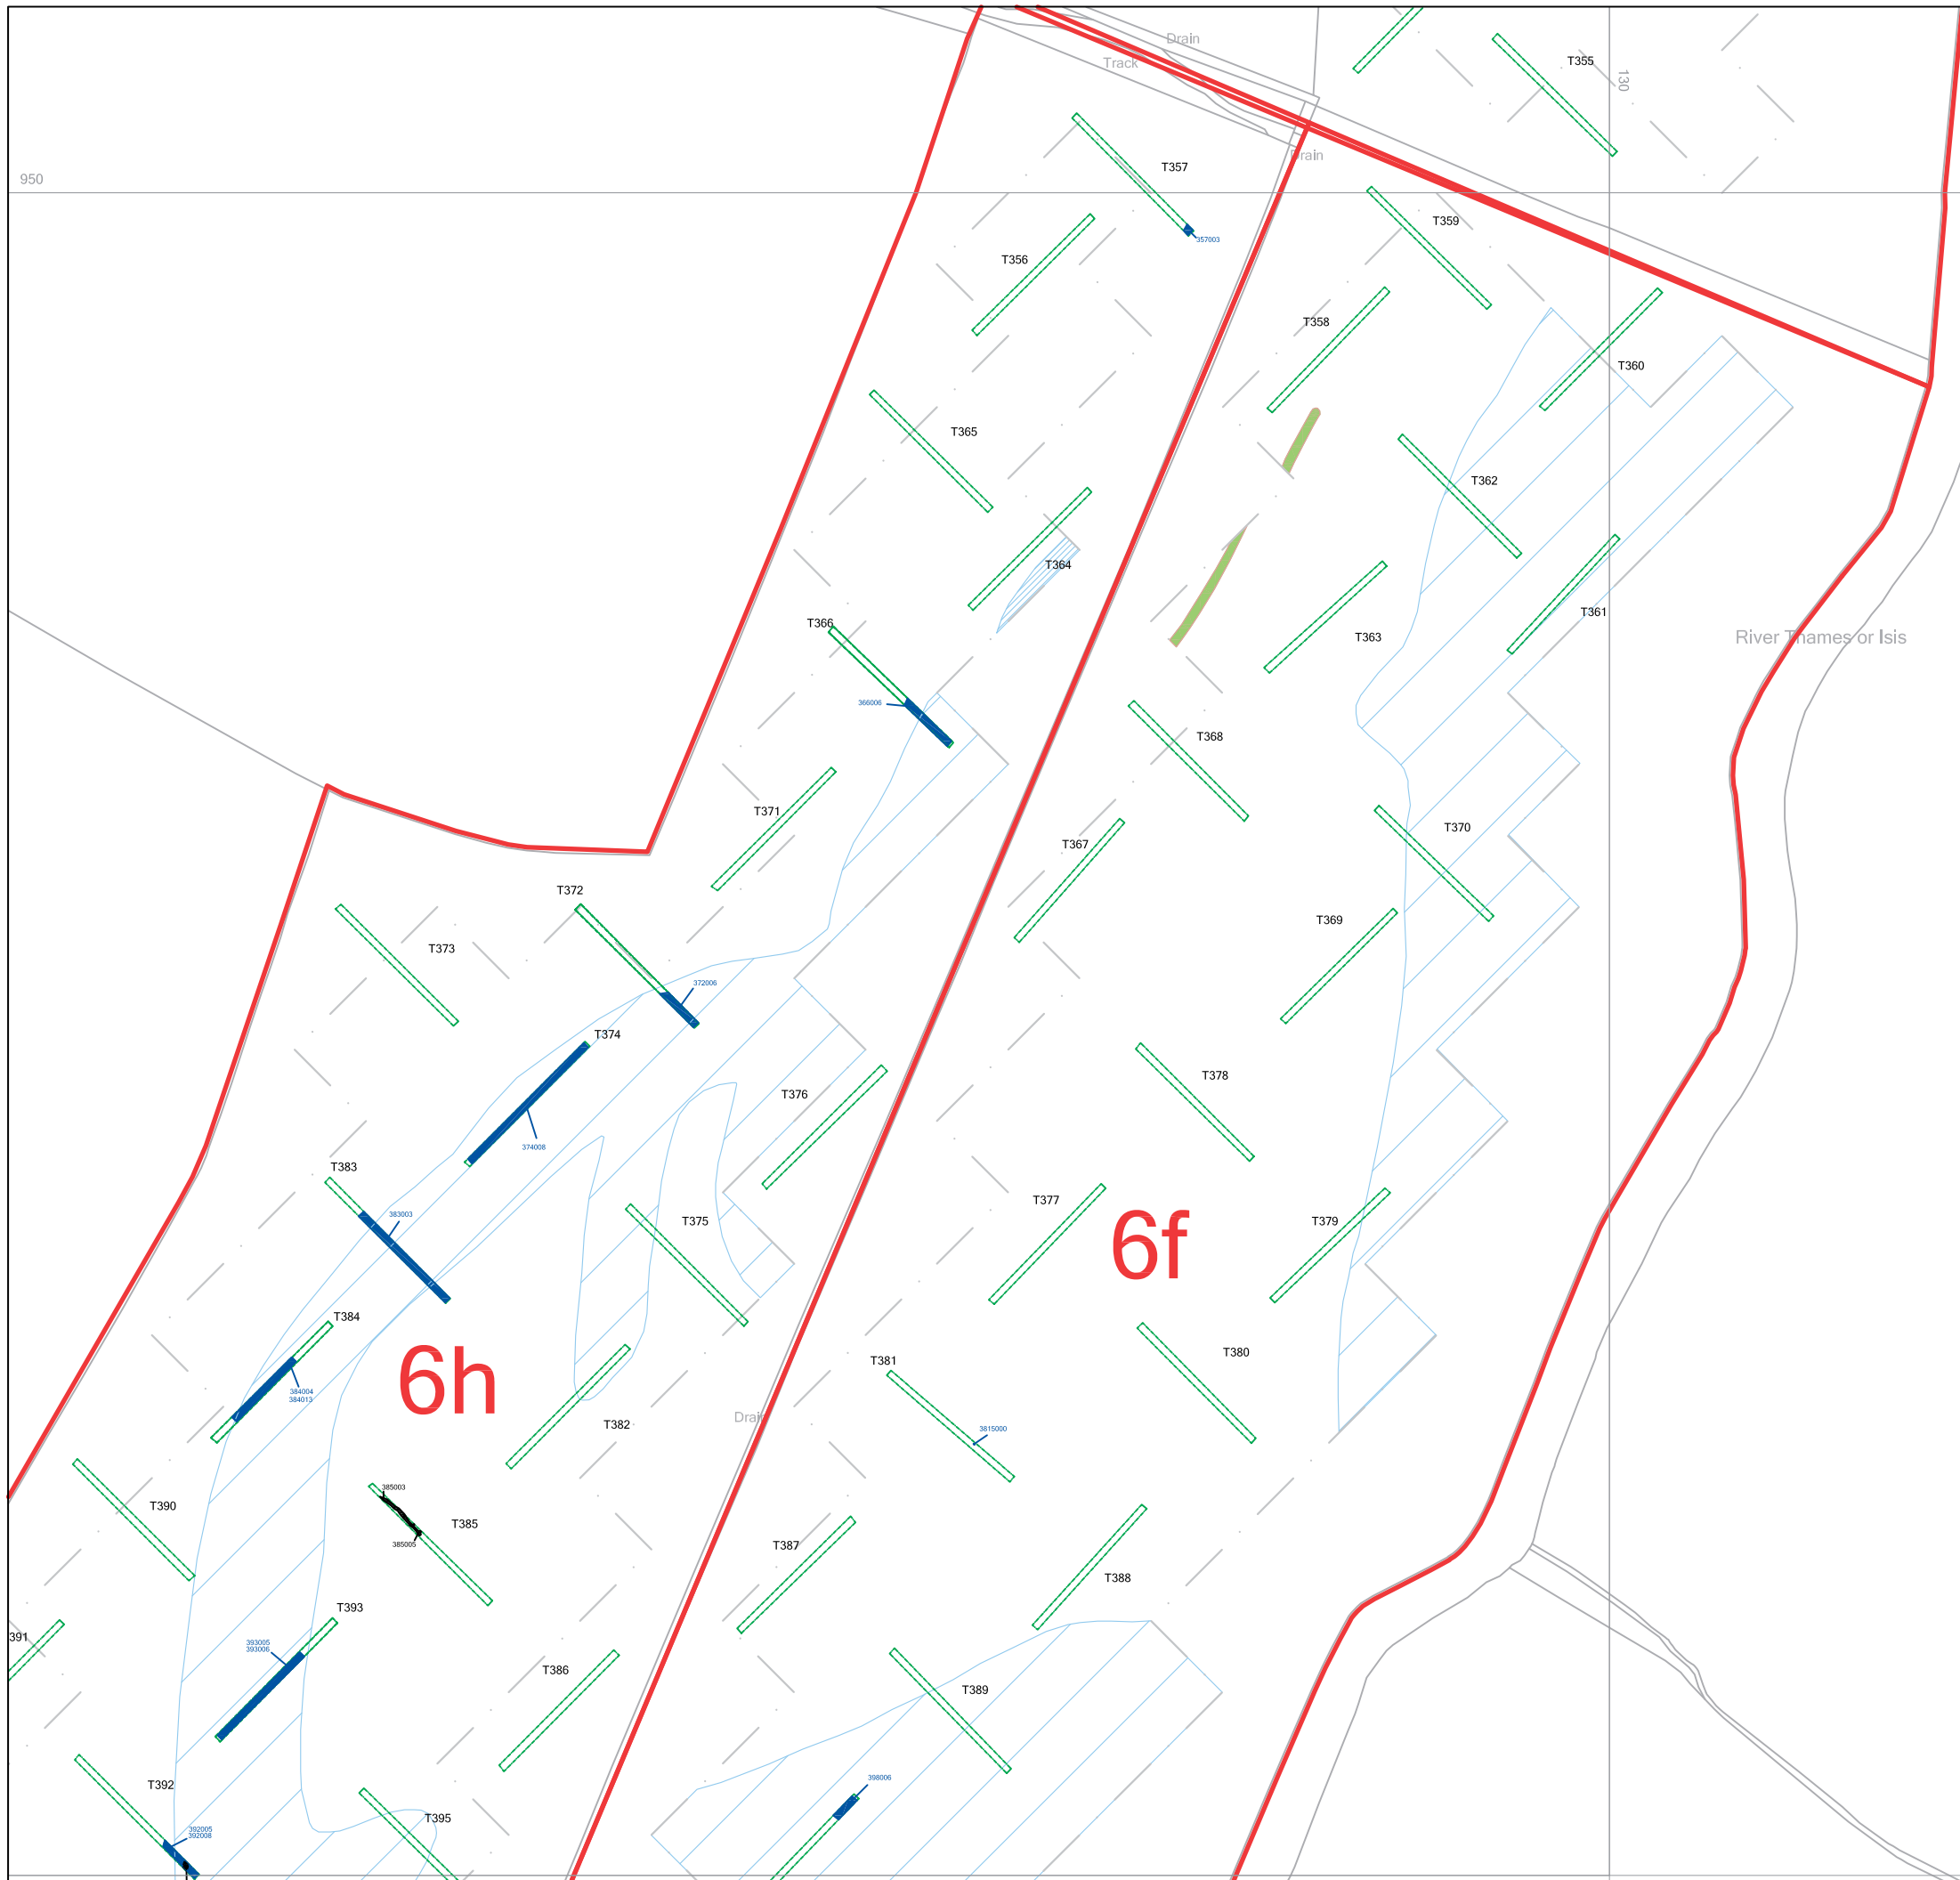 Drain
Track
T355
130
Drain
T357
950
T359
357003
T356
T358
T360
T365
T362
T364
T361
T366
T363
River Thames or Isis
366006
T368
T371
T370
T367
T372
T369
T373
372006
T374
T378
T376
374008
T383
T377
6f
383003
T375
T379
T384
T380
T381
6h
384004
384013
Drain
T382
3815000
385003
T390
T385
385005
T387
T388
T393
391
393005
393006
T386
T389
398006
T392
T395
392005
392008